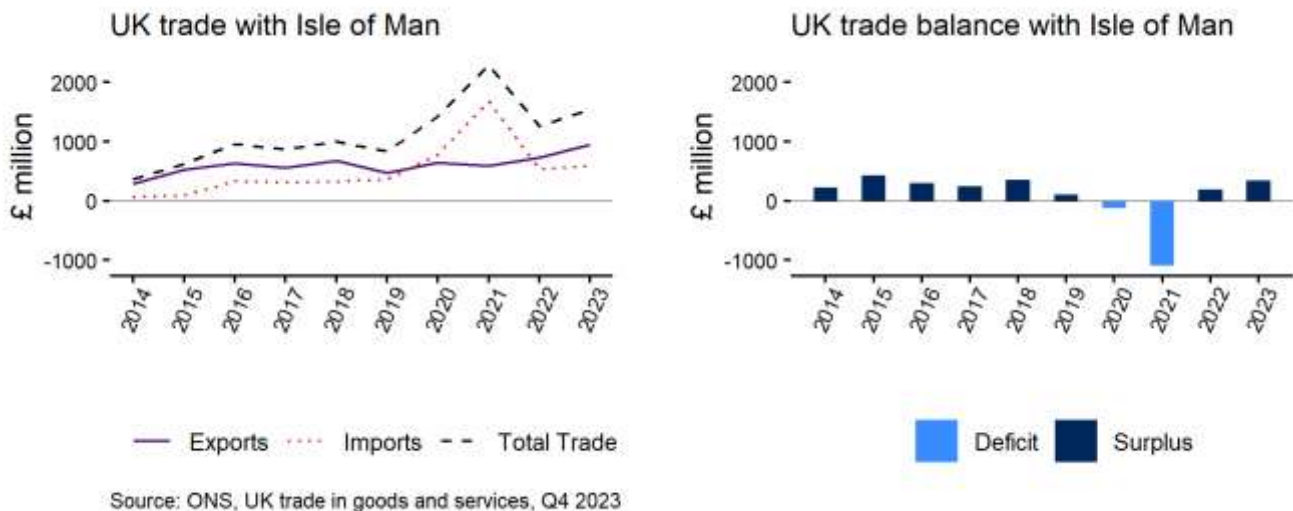 UK trade with Isle of Man
£ million
2000
1000
0
-1000
2014
2015
2016
2017
2018
2019
2020
2021
2022
2023
Exports
Imports
Total Trade
Source: ONS, UK trade in goods and services, Q4 2023
UK trade balance with Isle of Man
£ million
2000
1000
0
-1000
2014
2015
2016
2017
2018
2019
2020
2021
2022
2023
Deficit
Surplus